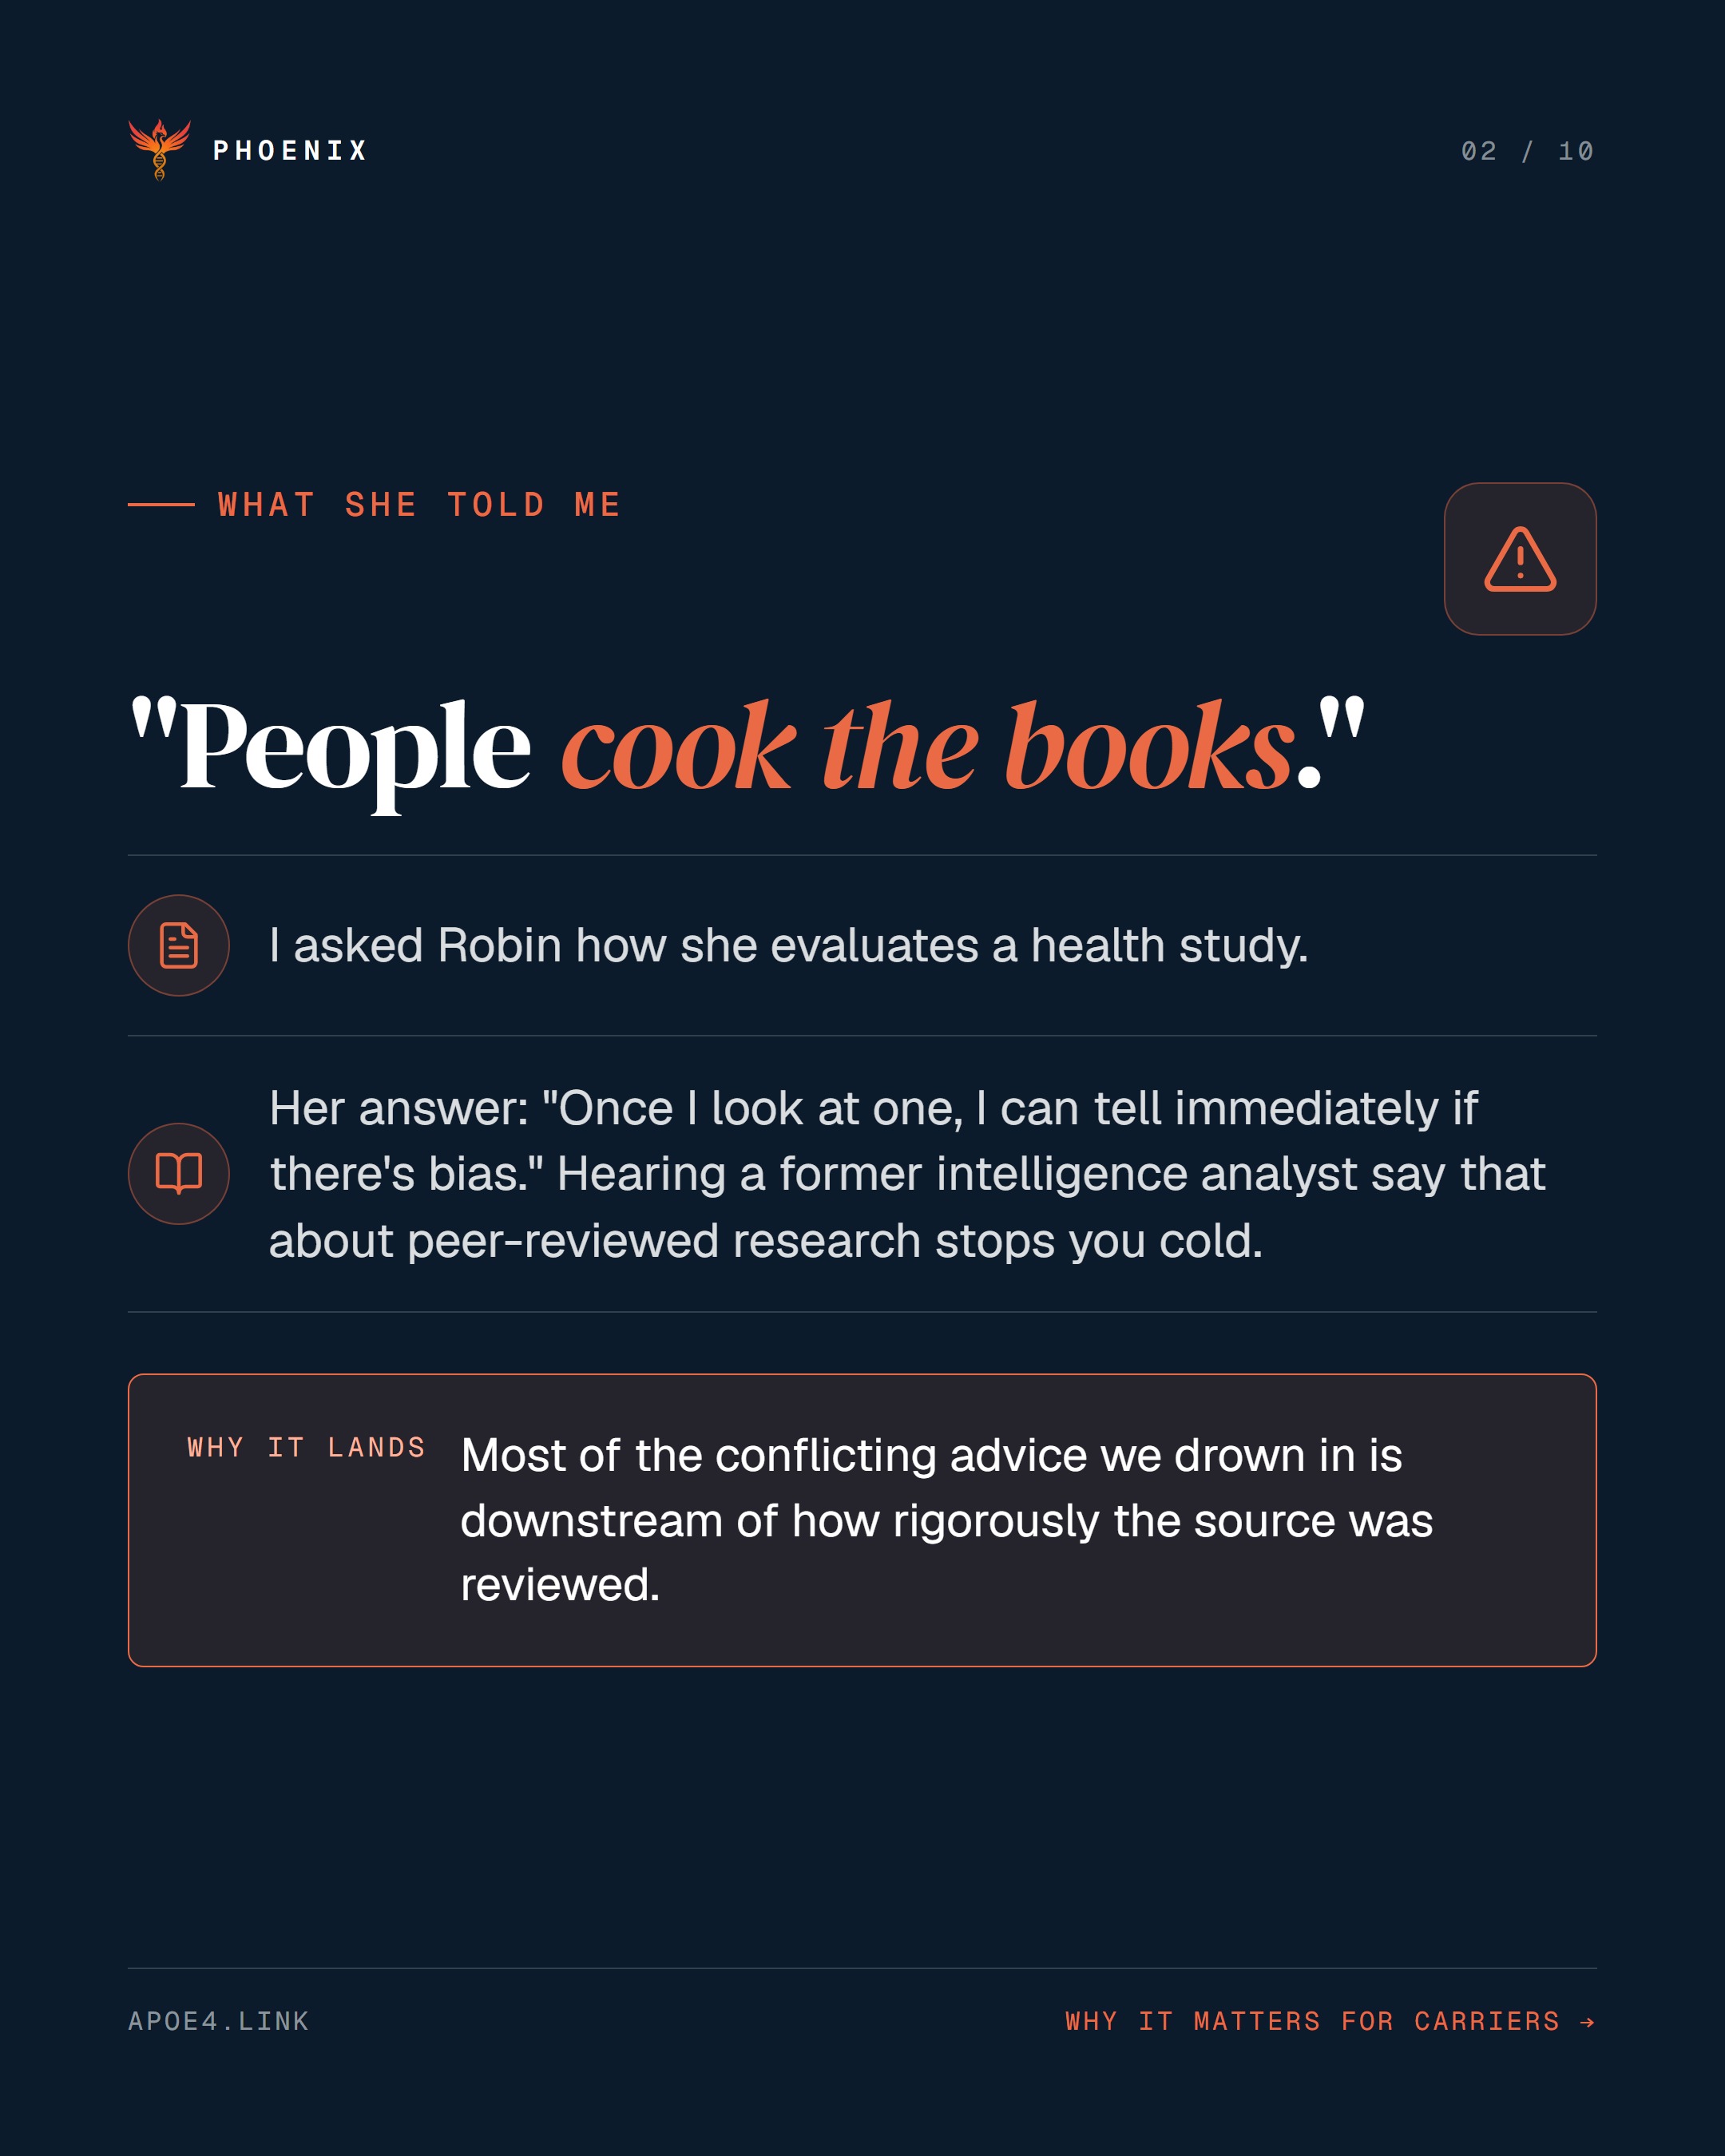 PHOENIX
02 / 10
WHAT SHE TOLD ME
"People cook the books."
I asked Robin how she evaluates a health study.
Her answer: "Once I look at one, I can tell immediately if
there's bias." Hearing a former intelligence analyst say that
about peer-reviewed research stops you cold.
WHY IT LANDS
Most of the conflicting advice we drown in is
downstream of how rigorously the source was
reviewed.
APOE4.LINK
WHY IT MATTERS FOR CARRIERS →